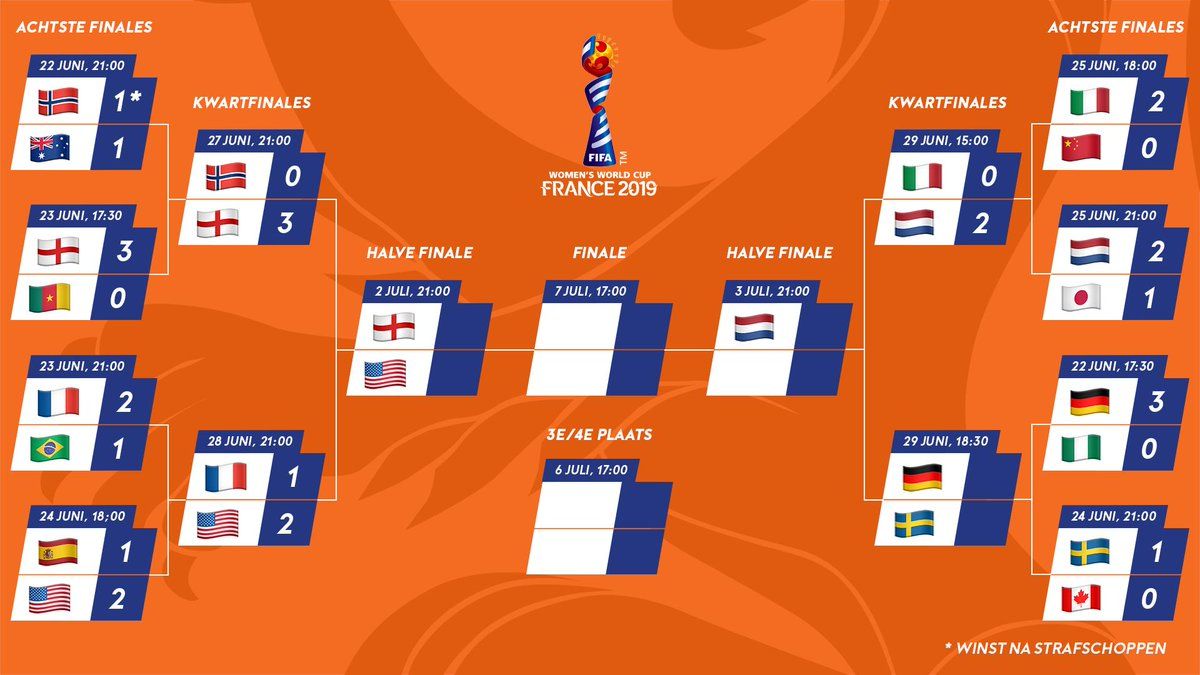 ACHTSTE FINALES
22 JUNI, 21:00
1*
1
23 JUNI, 17:30
3
0
23 JUNI, 21:00
2
1
24 JUNI, 18;00
1
2
KWARTFINALES
27 JUNI, 21:00
0
3
28 JUNI, 21:00
1
2
FIFA
TM
WOMEN'S WORLD CUP
FRANCE 2019
HALVE FINALE
2 JULI, 21:00
FINALE
7 JULI, 17:00
3E/4E PLAATS
6 JULI, 17:00
HALVE FINALE
3 JULI, 21:00
KWARTFINALES
29 JUNI, 15:00
0
2
29 JUNI, 18:30
ACHTSTE FINALES
25 JUNI, 18:00
2
0
25 JUNI, 21:00
2
1
22 JUNI, 17:30
3
0
24 JUNI, 21:00
1
0
* WINST NA STRAFSCHOPPEN